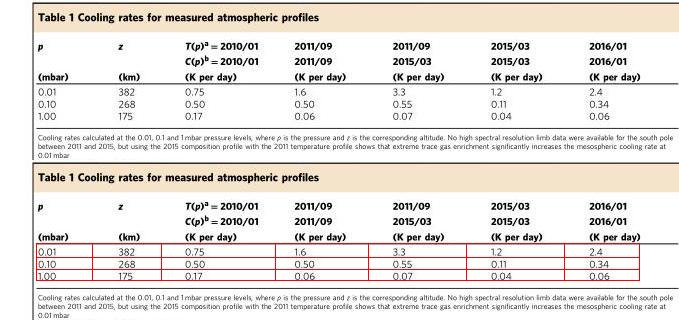 Table 1 Cooling rates for measured atmospheric profiles
p z T(p)ᵃ = 2010/01 2011/09 2011/09 2015/03 2016/01
C(p)ᵇ = 2010/01 2011/09 2015/03 2015/03 2016/01
(mbar) (km) (K per day) (K per day) (K per day) (K per day) (K per day)
0.01 382 0.75 1.6 3.3 1.2 2.4
0.10 268 0.50 0.50 0.55 0.11 0.34
1.00 175 0.17 0.06 0.07 0.04 0.06
Cooling rates calculated at the 0.01, 0.1 and 1 mbar pressure levels, where p is the pressure and z is the corresponding altitude. No high spectral resolution limb data were available for the south pole
between 2011 and 2015, but using the 2015 composition profile with the 2011 temperature profile shows that extreme trace gas enrichment significantly increases the mesospheric cooling rate at
0.01 mbar
Table 1 Cooling rates for measured atmospheric profiles
p z T(p)ᵃ = 2010/01 2011/09 2011/09 2015/03 2016/01
C(p)ᵇ = 2010/01 2011/09 2015/03 2015/03 2016/01
(mbar) (km) (K per day) (K per day) (K per day) (K per day) (K per day)
0.01 382 0.75 1.6 3.3 1.2 2.4
0.10 268 0.50 0.50 0.55 0.11 0.34
1.00 175 0.17 0.06 0.07 0.04 0.06
Cooling rates calculated at the 0.01, 0.1 and 1 mbar pressure levels, where p is the pressure and z is the corresponding altitude. No high spectral resolution limb data were available for the south pole
between 2011 and 2015, but using the 2015 composition profile with the 2011 temperature profile shows that extreme trace gas enrichment significantly increases the mesospheric cooling rate at
0.01 mbar